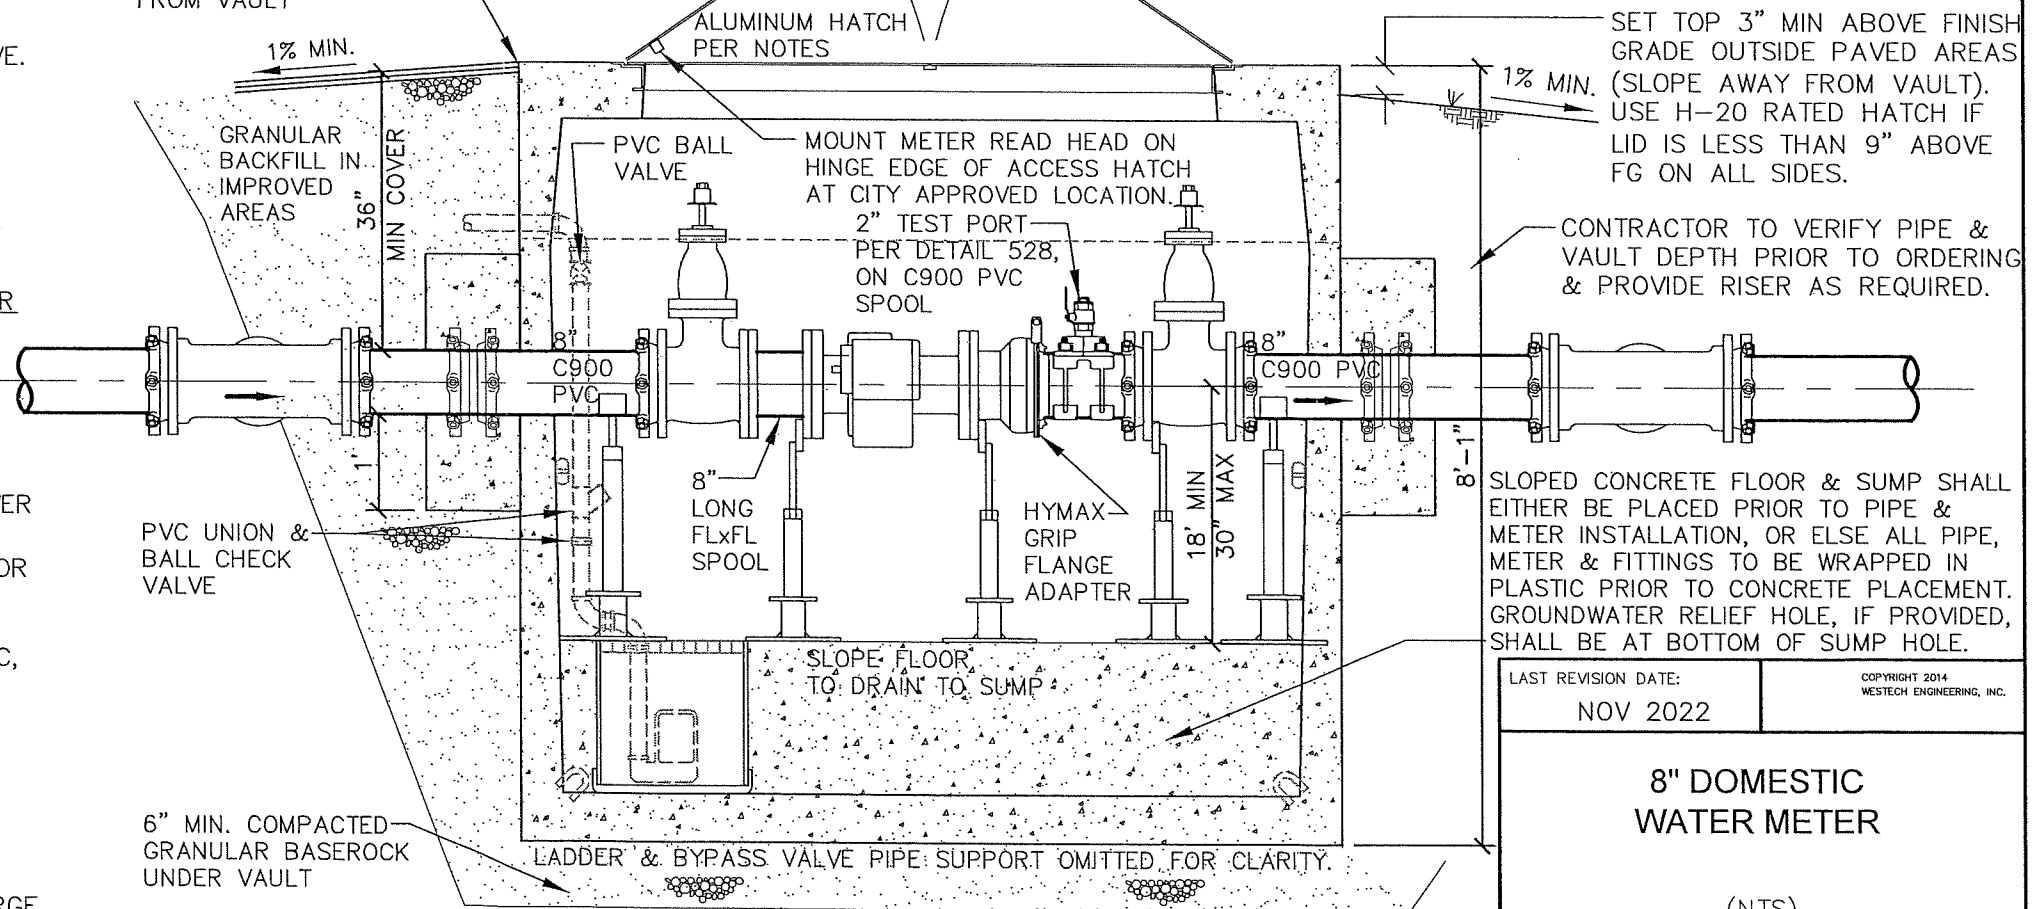 FROM VAULT
VE.
1% MIN.
ALUMINUM HATCH
PER NOTES
SET TOP 3" MIN ABOVE FINISH
GRADE OUTSIDE PAVED AREAS
(SLOPE AWAY FROM VAULT).
USE H-20 RATED HATCH IF
LID IS LESS THAN 9" ABOVE
FG ON ALL SIDES.
1% MIN.
GRANULAR
BACKFILL IN
IMPROVED
AREAS
36"
MIN COVER
PVC BALL
VALVE
MOUNT METER READ HEAD ON
HINGE EDGE OF ACCESS HATCH
AT CITY APPROVED LOCATION.
2" TEST PORT
PER DETAIL 528,
ON C900 PVC
SPOOL
CONTRACTOR TO VERIFY PIPE &
VAULT DEPTH PRIOR TO ORDERING
& PROVIDE RISER AS REQUIRED.
R
8"
C900
PVC
8"
C900 PVC
1'
8'-1"
ER
OR
C,
PVC UNION &
BALL CHECK
VALVE
8"
LONG
FLxFL
SPOOL
HYMAX
GRIP
FLANGE
ADAPTER
18' MIN
30" MAX
SLOPED CONCRETE FLOOR & SUMP SHALL
EITHER BE PLACED PRIOR TO PIPE &
METER INSTALLATION, OR ELSE ALL PIPE,
METER & FITTINGS TO BE WRAPPED IN
PLASTIC PRIOR TO CONCRETE PLACEMENT.
GROUNDWATER RELIEF HOLE, IF PROVIDED,
SHALL BE AT BOTTOM OF SUMP HOLE.
SLOPE FLOOR
TO DRAIN TO SUMP
LAST REVISION DATE:
NOV 2022
COPYRIGHT 2014
WESTECH ENGINEERING, INC.
8" DOMESTIC
WATER METER
(NTS)
6" MIN. COMPACTED
GRANULAR BASEROCK
UNDER VAULT
LADDER & BYPASS VALVE PIPE SUPPORT OMITTED FOR CLARITY.
RGE